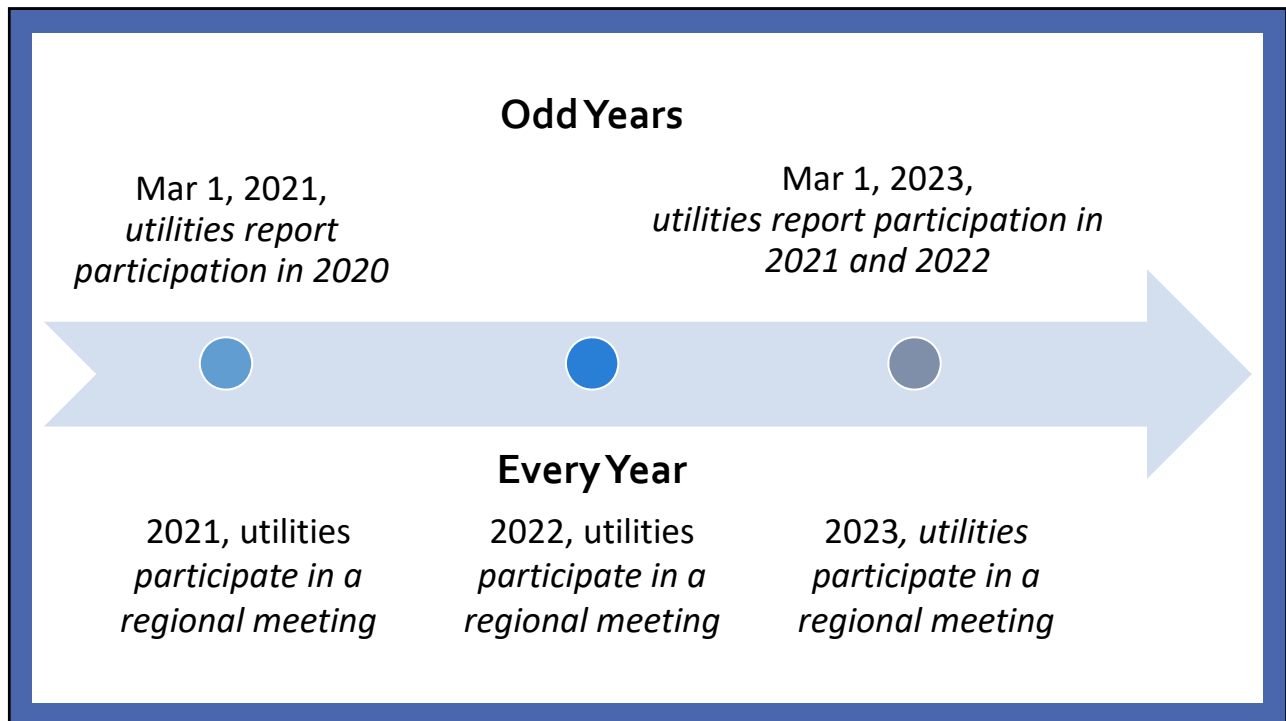 Odd Years
Mar 1, 2021,
utilities report
participation in 2020
Mar 1, 2023,
utilities report participation in
2021 and 2022
Every Year
2021, utilities
participate in a
regional meeting
2022, utilities
participate in a
regional meeting
2023, utilities
participate in a
regional meeting